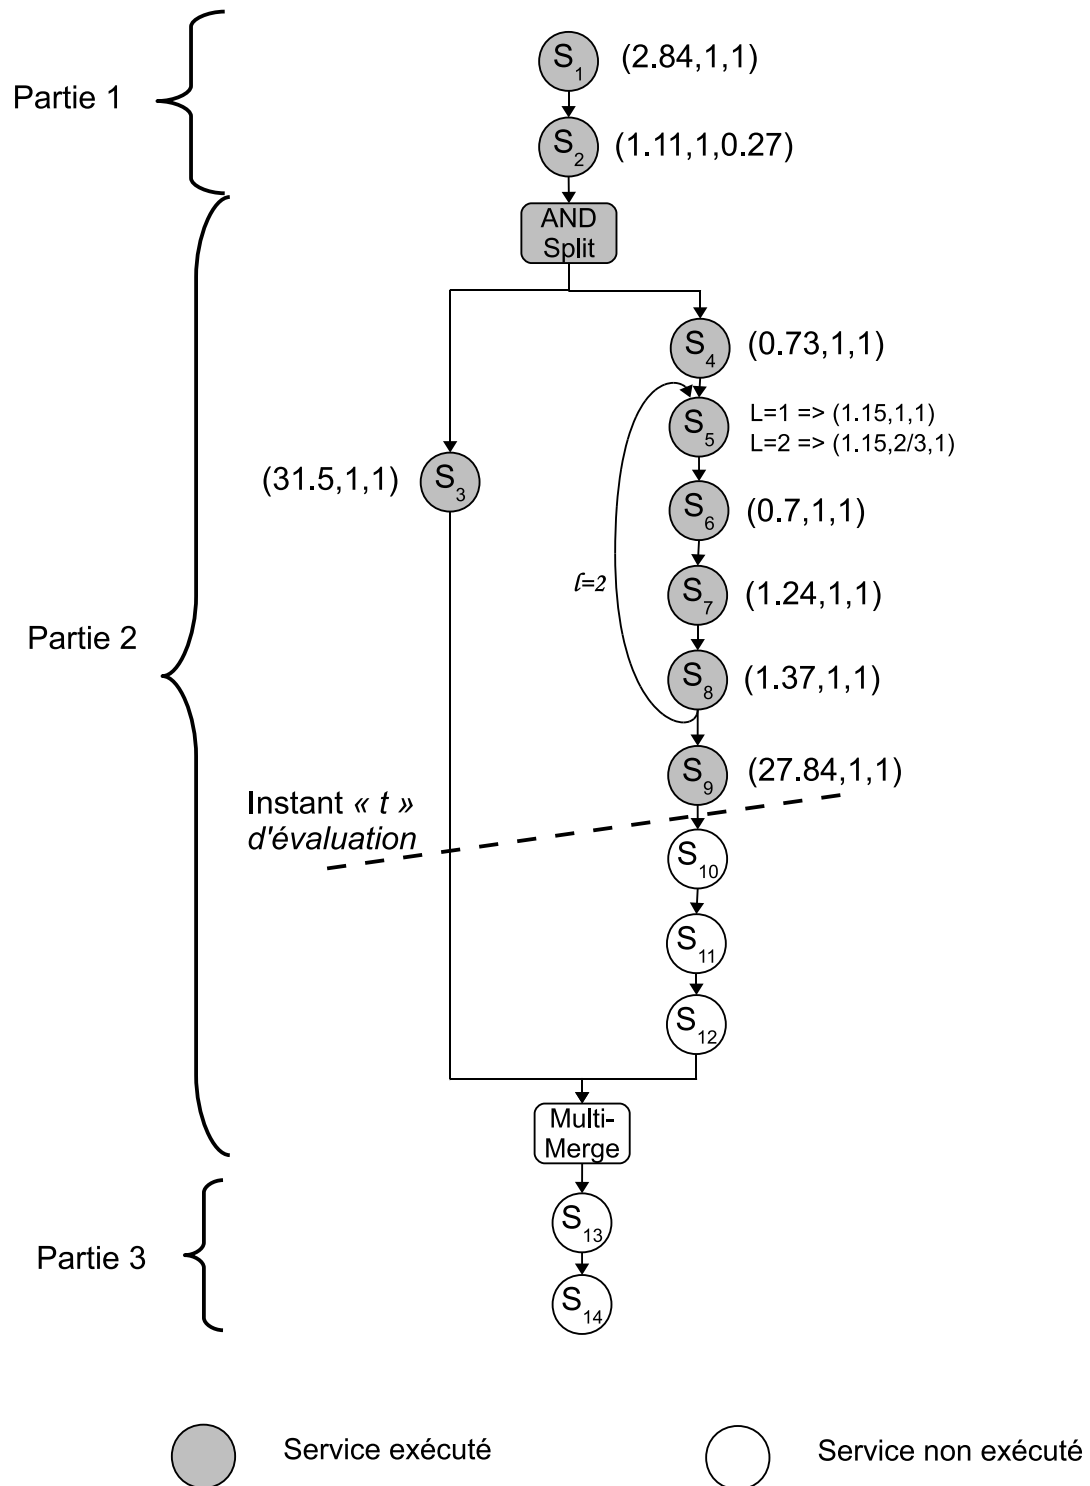 Partie 1
S1 (2.84,1,1)
S2 (1.11,1,0.27)
AND
Split
Partie 2
S4 (0.73,1,1)
S5
L=1 => (1.15,1,1)
L=2 => (1.15,2/3,1)
(31.5,1,1) S3
S6 (0.7,1,1)
ℓ=2
S7 (1.24,1,1)
S8 (1.37,1,1)
S9 (27.84,1,1)
Instant « t »
d'évaluation
S10
S11
S12
Multi-
Merge
Partie 3
S13
S14
Service exécuté
Service non exécuté